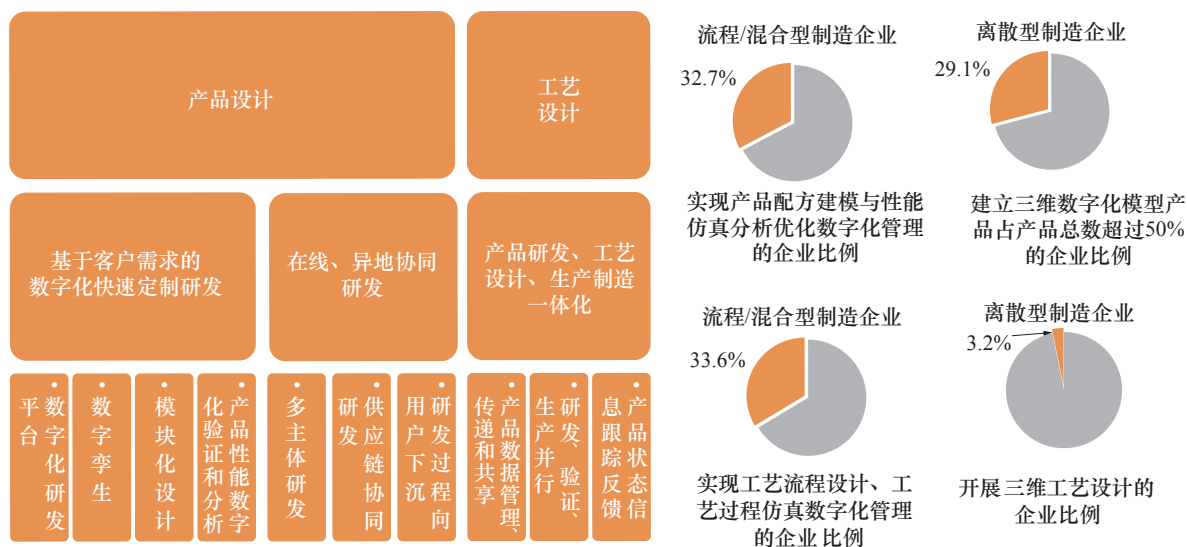 产品设计
工艺
设计
基于客户需求的
数字化快速定制研发
在线、异地协同
研发
产品研发、工艺
设计、生产制造
一体化
数字化研发
平台
数字孪生
模块化设计
产品性能数字
化验证和分析
多主体研发
供应链协同
研发
研发过程向
用户下沉
产品数据管理、
传递和共享
研发、验证、
生产并行
产品状态信
息跟踪反馈
流程/混合型制造企业
32.7%
实现产品配方建模与性能
仿真分析优化数字化管理
的企业比例
离散型制造企业
29.1%
建立三维数字化模型产
品占产品总数超过50%
的企业比例
流程/混合型制造企业
33.6%
实现工艺流程设计、工
艺过程仿真数字化管理
的企业比例
离散型制造企业
3.2%
开展三维工艺设计的
企业比例